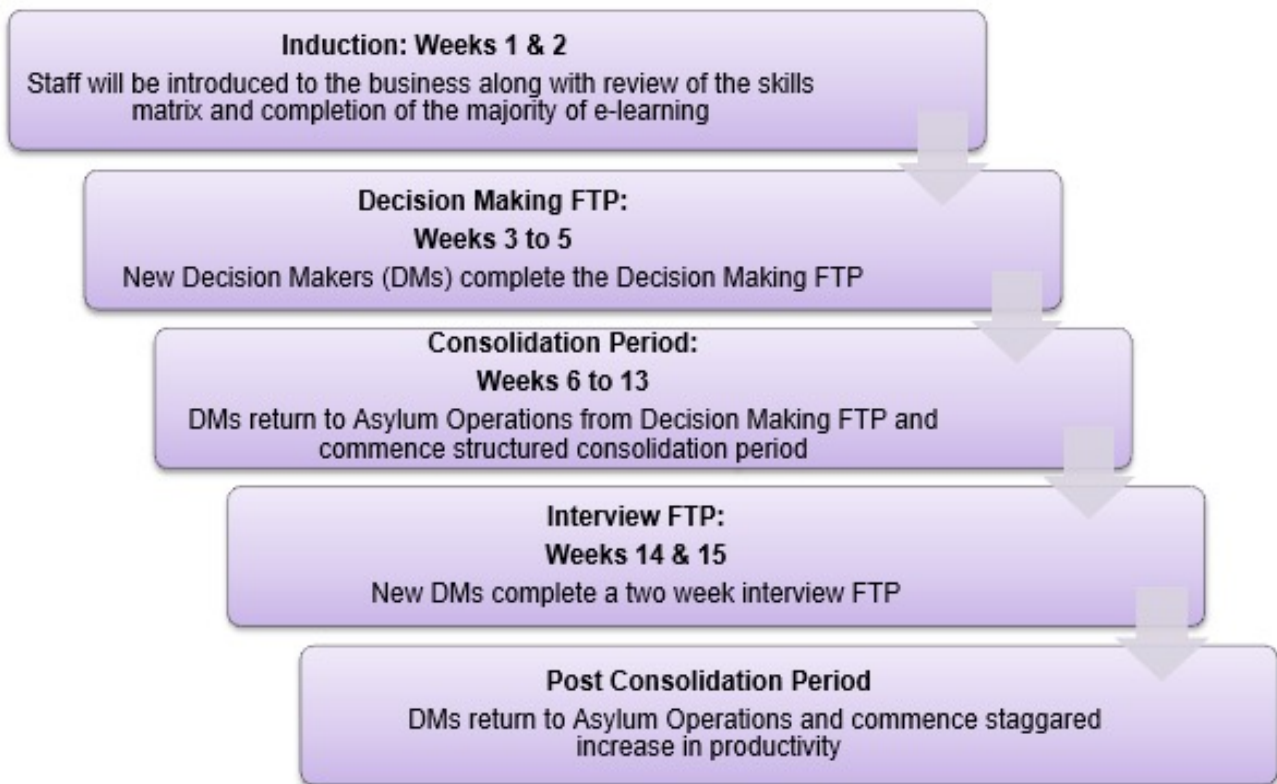 Induction: Weeks 1 & 2
Staff will be introduced to the business along with review of the skills
matrix and completion of the majority of e-learning
Decision Making FTP:
Weeks 3 to 5
New Decision Makers (DMs) complete the Decision Making FTP
Consolidation Period:
Weeks 6 to 13
DMs return to Asylum Operations from Decision Making FTP and
commence structured consolidation period
Interview FTP:
Weeks 14 & 15
New DMs complete a two week interview FTP
Post Consolidation Period
DMs return to Asylum Operations and commence staggared
increase in productivity